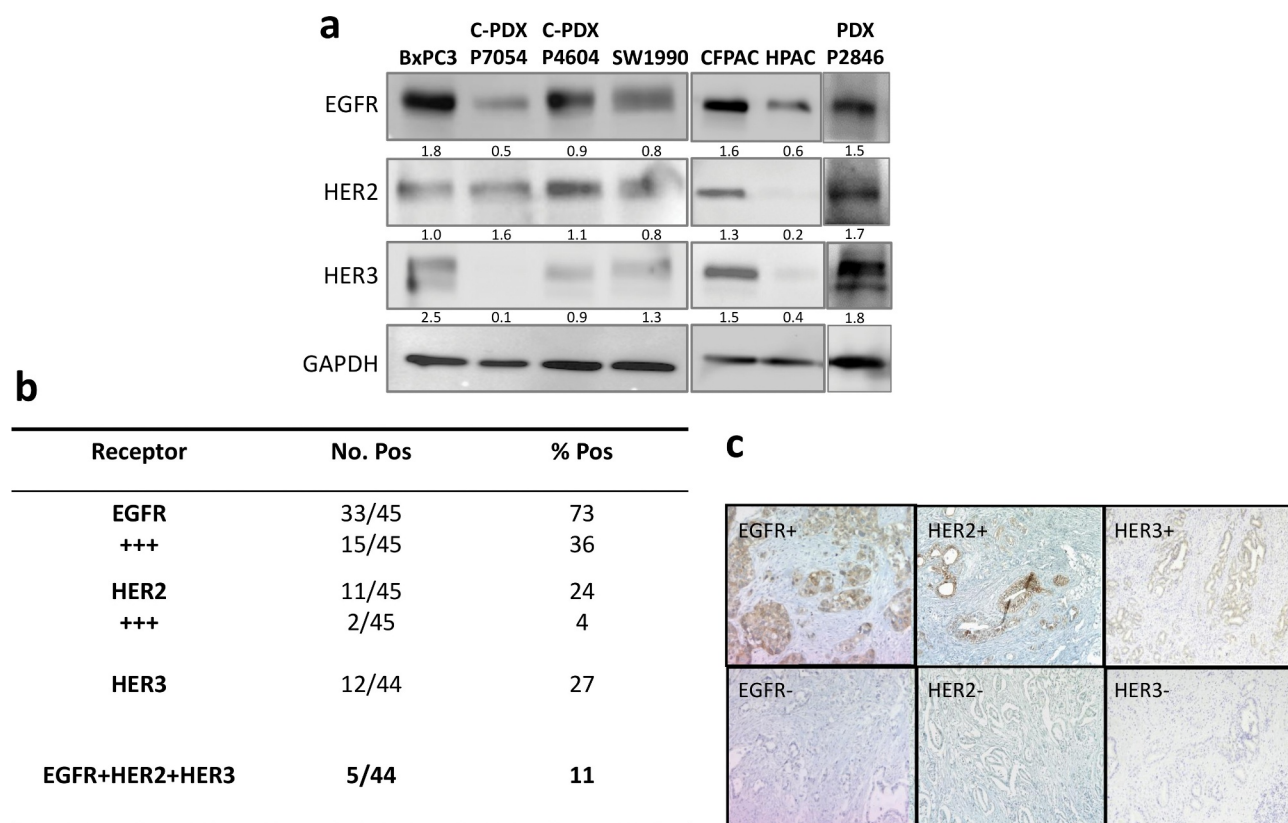 a
C-PDX C-PDX PDX
BxPC3 P7054 P4604 SW1990 CFPAC HPAC P2846
EGFR
1.8 0.5 0.9 0.8 1.6 0.6 1.5
HER2
1.0 1.6 1.1 0.8 1.3 0.2 1.7
HER3
2.5 0.1 0.9 1.3 1.5 0.4 1.8
GAPDH
b
Receptor No. Pos % Pos
EGFR 33/45 73
+++ 15/45 36
HER2 11/45 24
+++ 2/45 4
HER3 12/44 27
EGFR+HER2+HER3 5/44 11
c
EGFR+ HER2+ HER3+
EGFR- HER2- HER3-